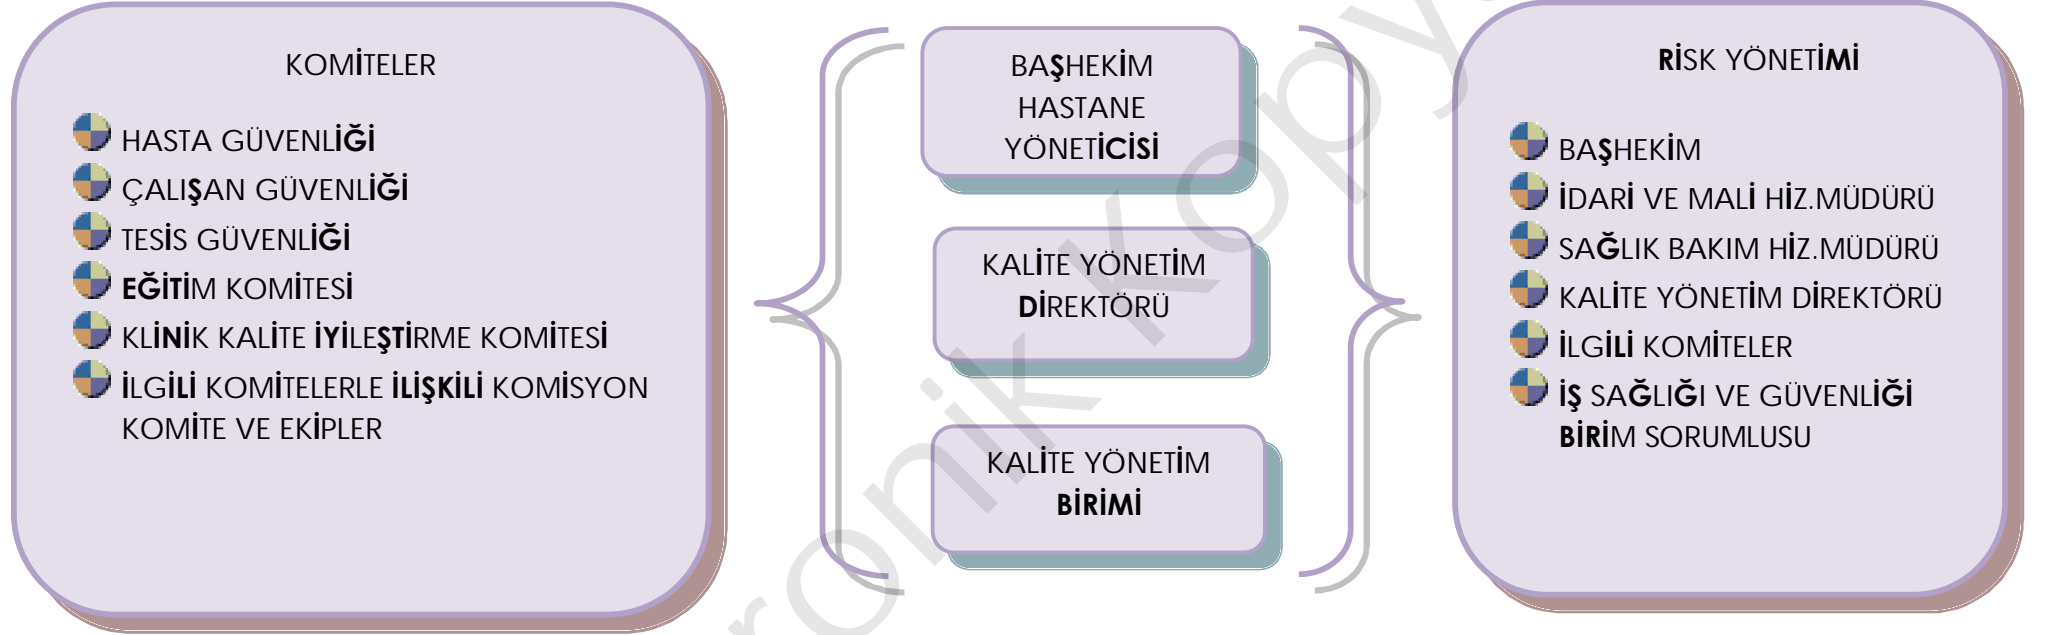 KOMİTELER
HASTA GÜVENLİĞİ
ÇALIŞAN GÜVENLİĞİ
TESİS GÜVENLİĞİ
EĞİTİM KOMİTESİ
KLİNİK KALİTE İYİLEŞTİRME KOMİTESİ
İLGİLİ KOMİTELERLE İLİŞKİLİ KOMİSYON
KOMİTE VE EKİPLER
BAŞHEKİM
HASTANE
YÖNETİCİSİ
KALİTE YÖNETİM
DİREKTÖRÜ
KALİTE YÖNETİM
BİRİMİ
RİSK YÖNETİMİ
BAŞHEKİM
İDARİ VE MALİ HİZ.MÜDÜRÜ
SAĞLIK BAKIM HİZ.MÜDÜRÜ
KALİTE YÖNETİM DİREKTÖRÜ
İLGİLİ KOMİTELER
İŞ SAĞLIĞI VE GÜVENLİĞİ
BİRİM SORUMLUSU
ronik Kopy